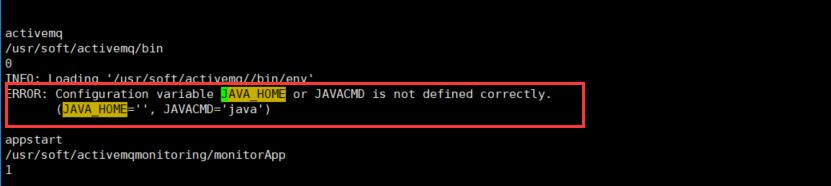 activemq
/usr/soft/activemq/bin
0
INFO: Loading '/usr/soft/activemq//bin/env'
ERROR: Configuration variable JAVA_HOME or JAVACMD is not defined correctly.
(JAVA_HOME='', JAVACMD='java')
appstart
/usr/soft/activemqmonitoring/monitorApp
1